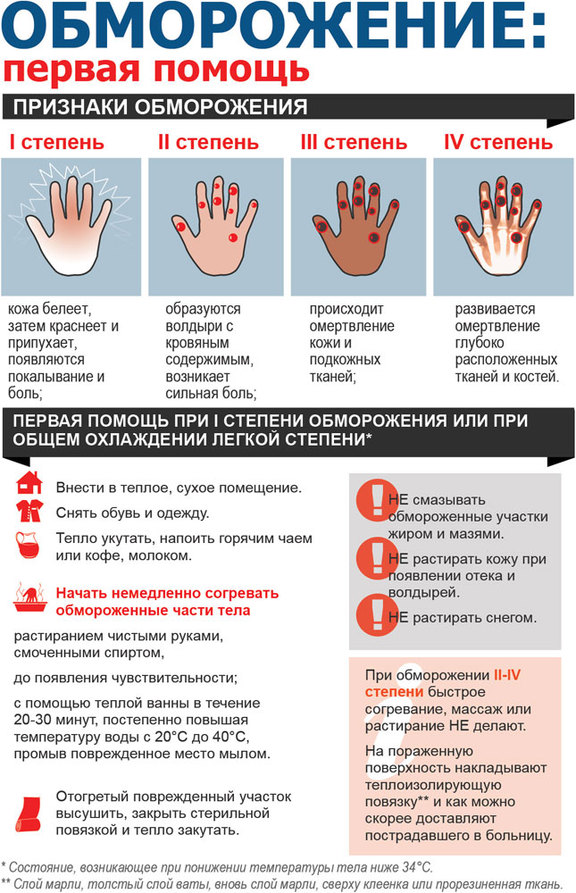 ОБМОРОЖЕНИЕ:
первая помощь
ПРИЗНАКИ ОБМОРОЖЕНИЯ
I степень
кожа белеет,
затем краснеет и
припухает,
появляются
покалывание и
боль;
II степень
образуются
волдыри с
кровяным
содержимым,
возникает
сильная боль;
III степень
происходит
омертвление
кожи и
подкожных
тканей;
IV степень
развивается
омертвление
глубоко
расположенных
тканей и костей.
ПЕРВАЯ ПОМОЩЬ ПРИ I СТЕПЕНИ ОБМОРОЖЕНИЯ ИЛИ ПРИ
ОБЩЕМ ОХЛАЖДЕНИИ ЛЕГКОЙ СТЕПЕНИ*
Внести в теплое, сухое помещение.
Снять обувь и одежду.
Тепло укутать, напоить горячим чаем
или кофе, молоком.
Начать немедленно согревать
обмороженные части тела
растиранием чистыми руками,
смоченными спиртом,
до появления чувствительности;
с помощью теплой ванны в течение
20-30 минут, постепенно повышая
температуру воды с 20°С до 40°С,
промыв поврежденное место мылом.
Отогретый поврежденный участок
высушить, закрыть стерильной
повязкой и тепло закутать.
НЕ смазывать
обмороженные участки
жиром и мазями.
НЕ растирать кожу при
появлении отека и
волдырей.
НЕ растирать снегом.
При обморожении II-IV
степени быстрое
согревание, массаж или
растирание НЕ делают.
На пораженную
поверхность накладывают
теплоизолирующую
повязку** и как можно
скорее доставляют
пострадавшего в больницу.
* Состояние, возникающее при понижении температуры тела ниже 34°С.
** Слой марли, толстый слой ваты, вновь слой марли, сверху клеенка или прорезиненная ткань.